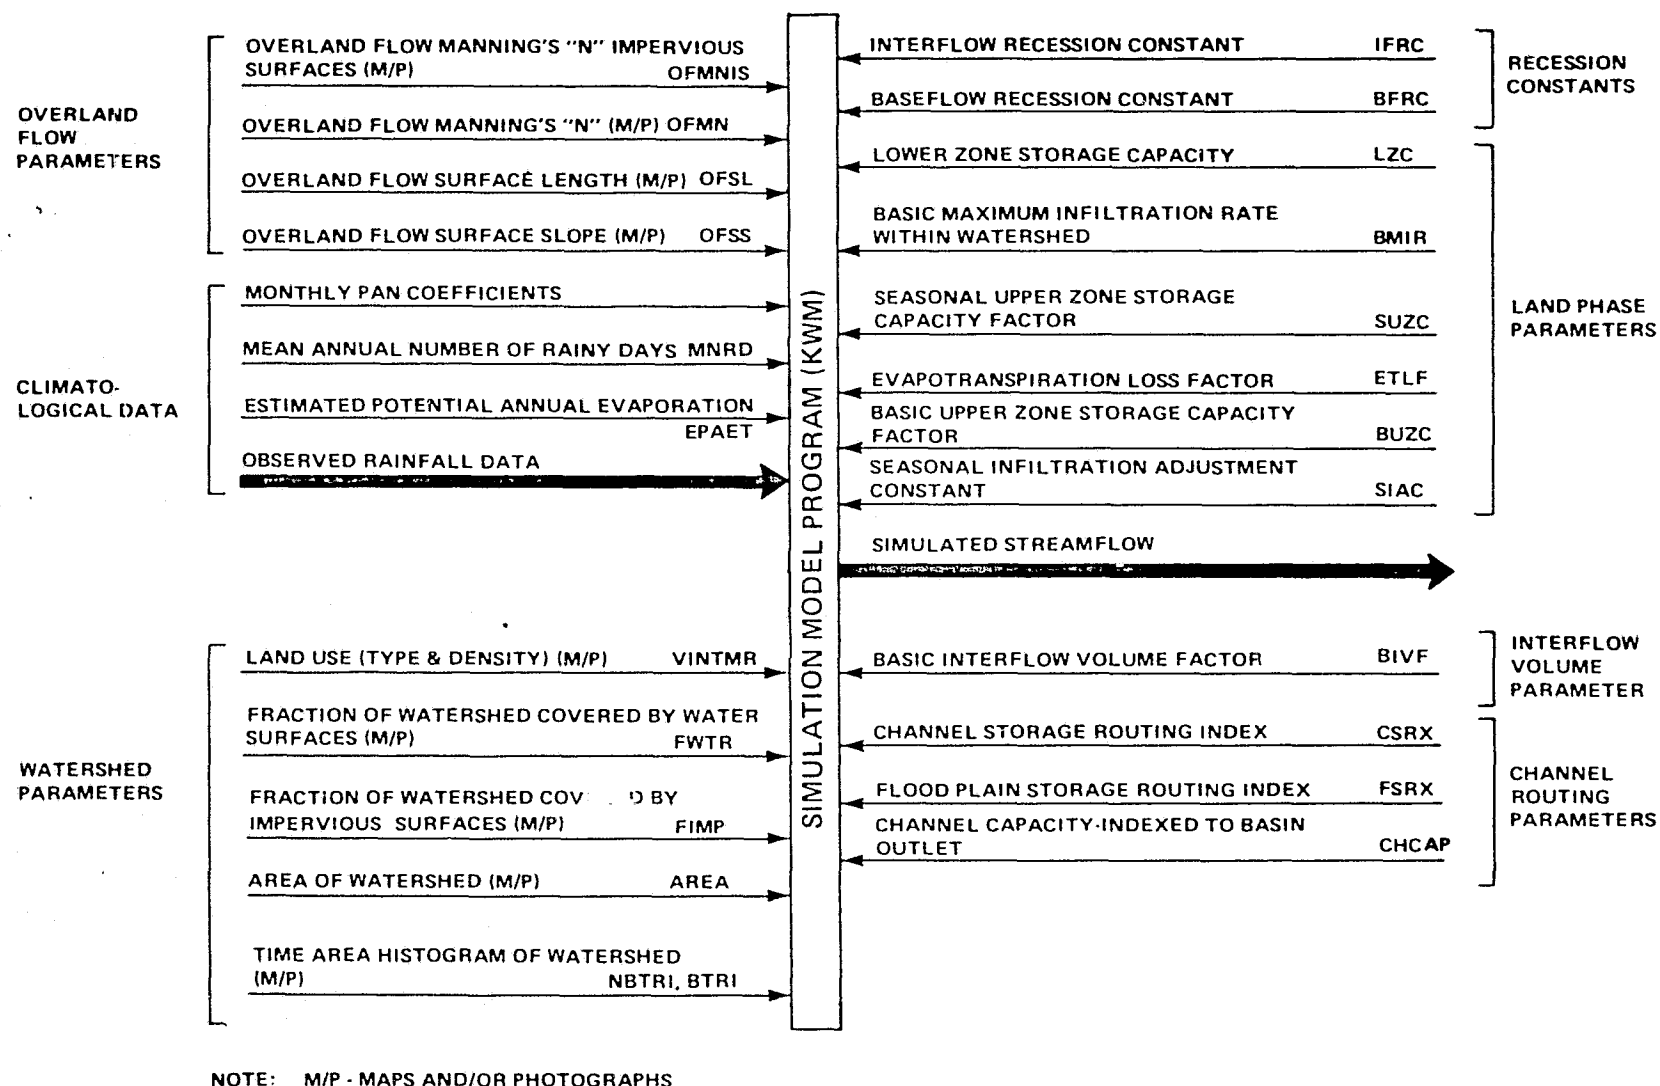 OVERLAND
FLOW
PARAMETERS
OVERLAND FLOW MANNING'S "N" IMPERVIOUS
SURFACES (M/P) OFMNIS
OVERLAND FLOW MANNING'S "N" (M/P) OFMN
OVERLAND FLOW SURFACE LENGTH (M/P) OFSL
OVERLAND FLOW SURFACE SLOPE (M/P) OFSS
CLIMATO-
LOGICAL DATA
MONTHLY PAN COEFFICIENTS
MEAN ANNUAL NUMBER OF RAINY DAYS MNRD
ESTIMATED POTENTIAL ANNUAL EVAPORATION
EPAET
OBSERVED RAINFALL DATA
WATERSHED
PARAMETERS
LAND USE (TYPE & DENSITY) (M/P) VINTMR
FRACTION OF WATERSHED COVERED BY WATER
SURFACES (M/P) FWTR
FRACTION OF WATERSHED BY
IMPERVIOUS SURFACES (M/P) FIMP
AREA OF WATERSHED (M/P) AREA
TIME AREA HISTOGRAM OF WATERSHED
(M/P) NBTRI, BTRI
SIMULATION MODEL PROGRAM (KWM)
INTERFLOW RECESSION CONSTANT IFRC
BASEFLOW RECESSION CONSTANT BFRC
RECESSION
CONSTANTS
LOWER ZONE STORAGE CAPACITY LZC
BASIC MAXIMUM INFILTRATION RATE
WITHIN WATERSHED BMIR
SEASONAL UPPER ZONE STORAGE
CAPACITY FACTOR SUZC
EVAPOTRANSPIRATION LOSS FACTOR ETLF
BASIC UPPER ZONE STORAGE CAPACITY
FACTOR BUZC
SEASONAL INFILTRATION ADJUSTMENT
CONSTANT SIAC
LAND PHASE
PARAMETERS
SIMULATED STREAMFLOW
BASIC INTERFLOW VOLUME FACTOR BIVF
INTERFLOW
VOLUME
PARAMETER
CHANNEL STORAGE ROUTING INDEX CSRX
FLOOD PLAIN STORAGE ROUTING INDEX FSRX
CHANNEL CAPACITY-INDEXED TO BASIN
OUTLET CHCAP
CHANNEL
ROUTING
PARAMETERS
NOTE: M/P - MAPS AND/OR PHOTOGRAPHS